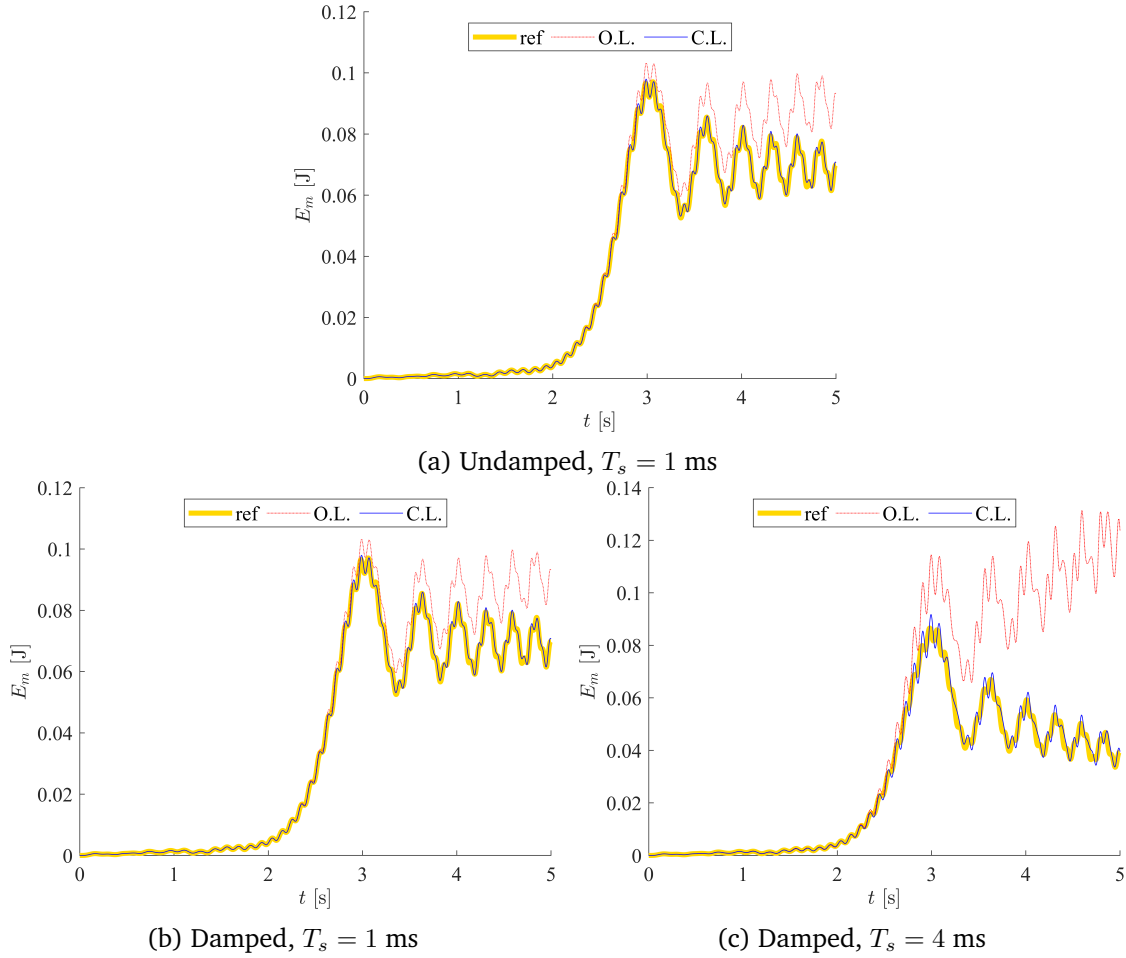 ref O.L. C.L.
0.12
0.1
0.08
0.06
0.04
0.02
0
E_m [J]
0 1 2 3 4 5
t [s]
(a) Undamped, T_s = 1 ms
ref O.L. C.L.
0.12
0.1
0.08
0.06
0.04
0.02
0
E_m [J]
0 1 2 3 4 5
t [s]
(b) Damped, T_s = 1 ms
ref O.L. C.L.
0.14
0.12
0.1
0.08
0.06
0.04
0.02
0
E_m [J]
0 1 2 3 4 5
t [s]
(c) Damped, T_s = 4 ms